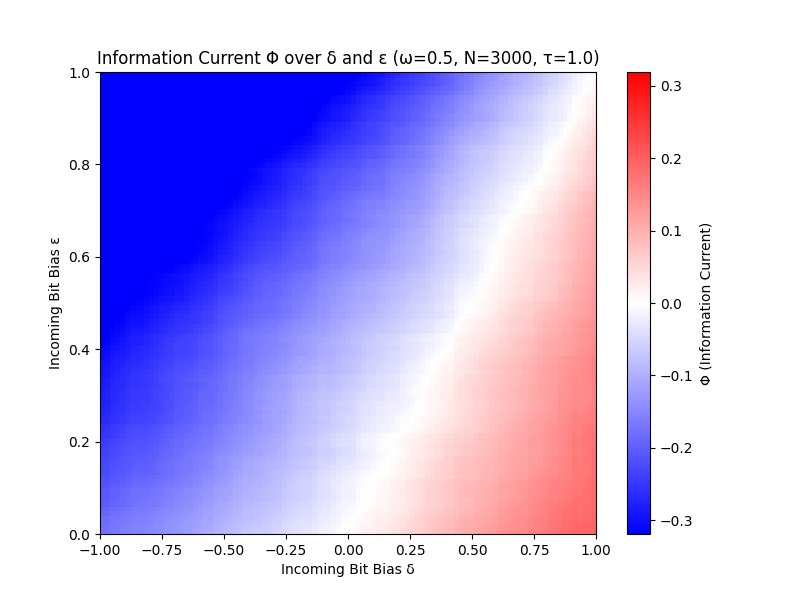 Information Current Φ over δ and ε (ω=0.5, N=3000, τ=1.0)
1.0
0.8
0.6
0.4
0.2
0.0
Incoming Bit Bias ε
−1.00 −0.75 −0.50 −0.25 0.00 0.25 0.50 0.75 1.00
Incoming Bit Bias δ
0.3
0.2
0.1
0.0
−0.1
−0.2
−0.3
Φ (Information Current)